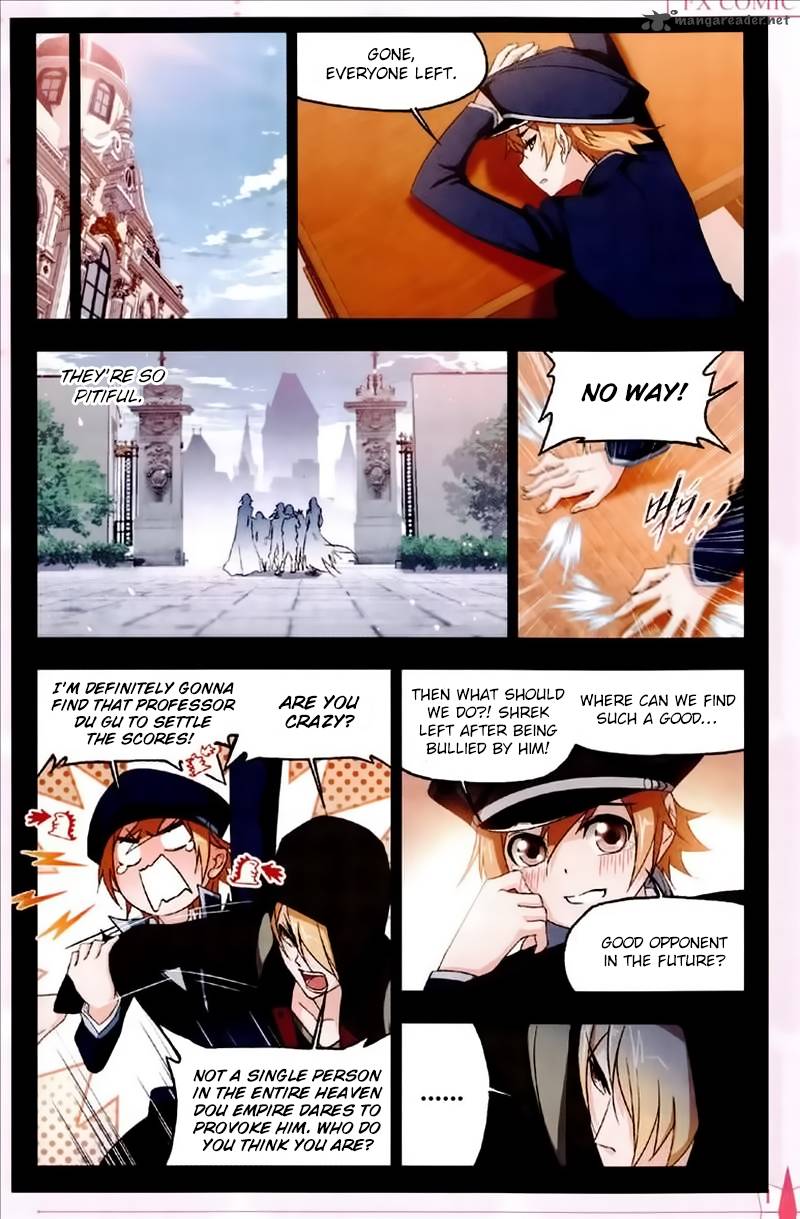 FX COMIC
mangareader.net
GONE,
EVERYONE LEFT.
THEY'RE SO
PITIFUL.
NO WAY!
I'M DEFINITELY GONNA
FIND THAT PROFESSOR
DU GU TO SETTLE
THE SCORES!
ARE YOU
CRAZY?
NOT A SINGLE PERSON
IN THE ENTIRE HEAVEN
DOU EMPIRE DARES TO
PROVOKE HIM. WHO DO
YOU THINK YOU ARE?
THEN WHAT SHOULD
WE DO?! SHREK
LEFT AFTER BEING
BULLIED BY HIM!
WHERE CAN WE FIND
SUCH A GOOD...
GOOD OPPONENT
IN THE FUTURE?
......